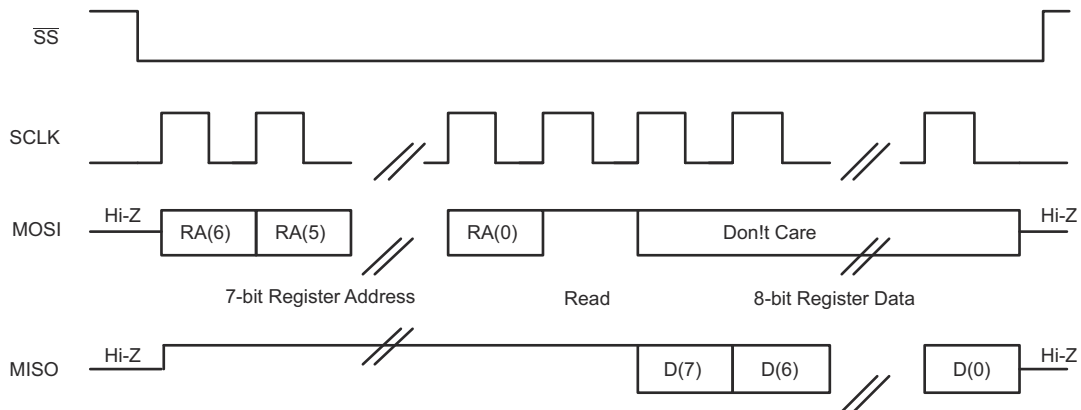 SS
SCLK
MOSI Hi-Z RA(6) RA(5) RA(0) Don!t Care Hi-Z
7-bit Register Address Read 8-bit Register Data
MISO Hi-Z D(7) D(6) D(0) Hi-Z